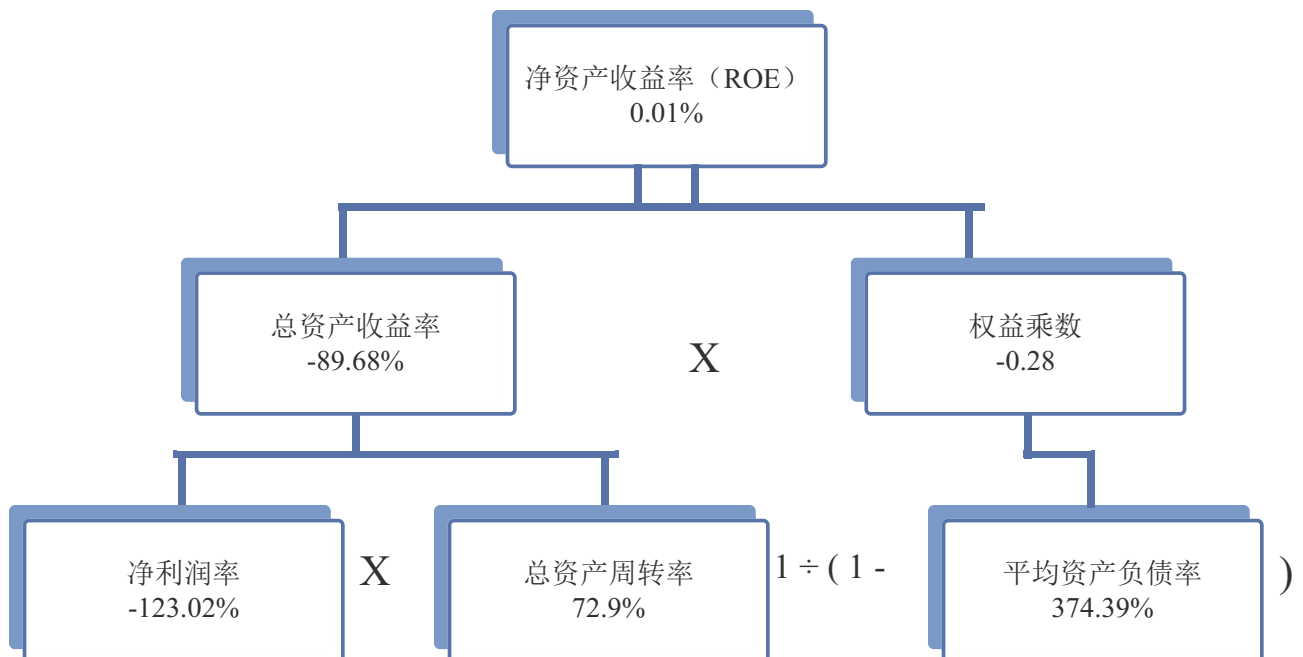 净资产收益率（ROE）
0.01%
总资产收益率
-89.68%
X
权益乘数
-0.28
净利润率
-123.02%
X
总资产周转率
72.9%
1 ÷ ( 1 -
平均资产负债率
374.39%
)